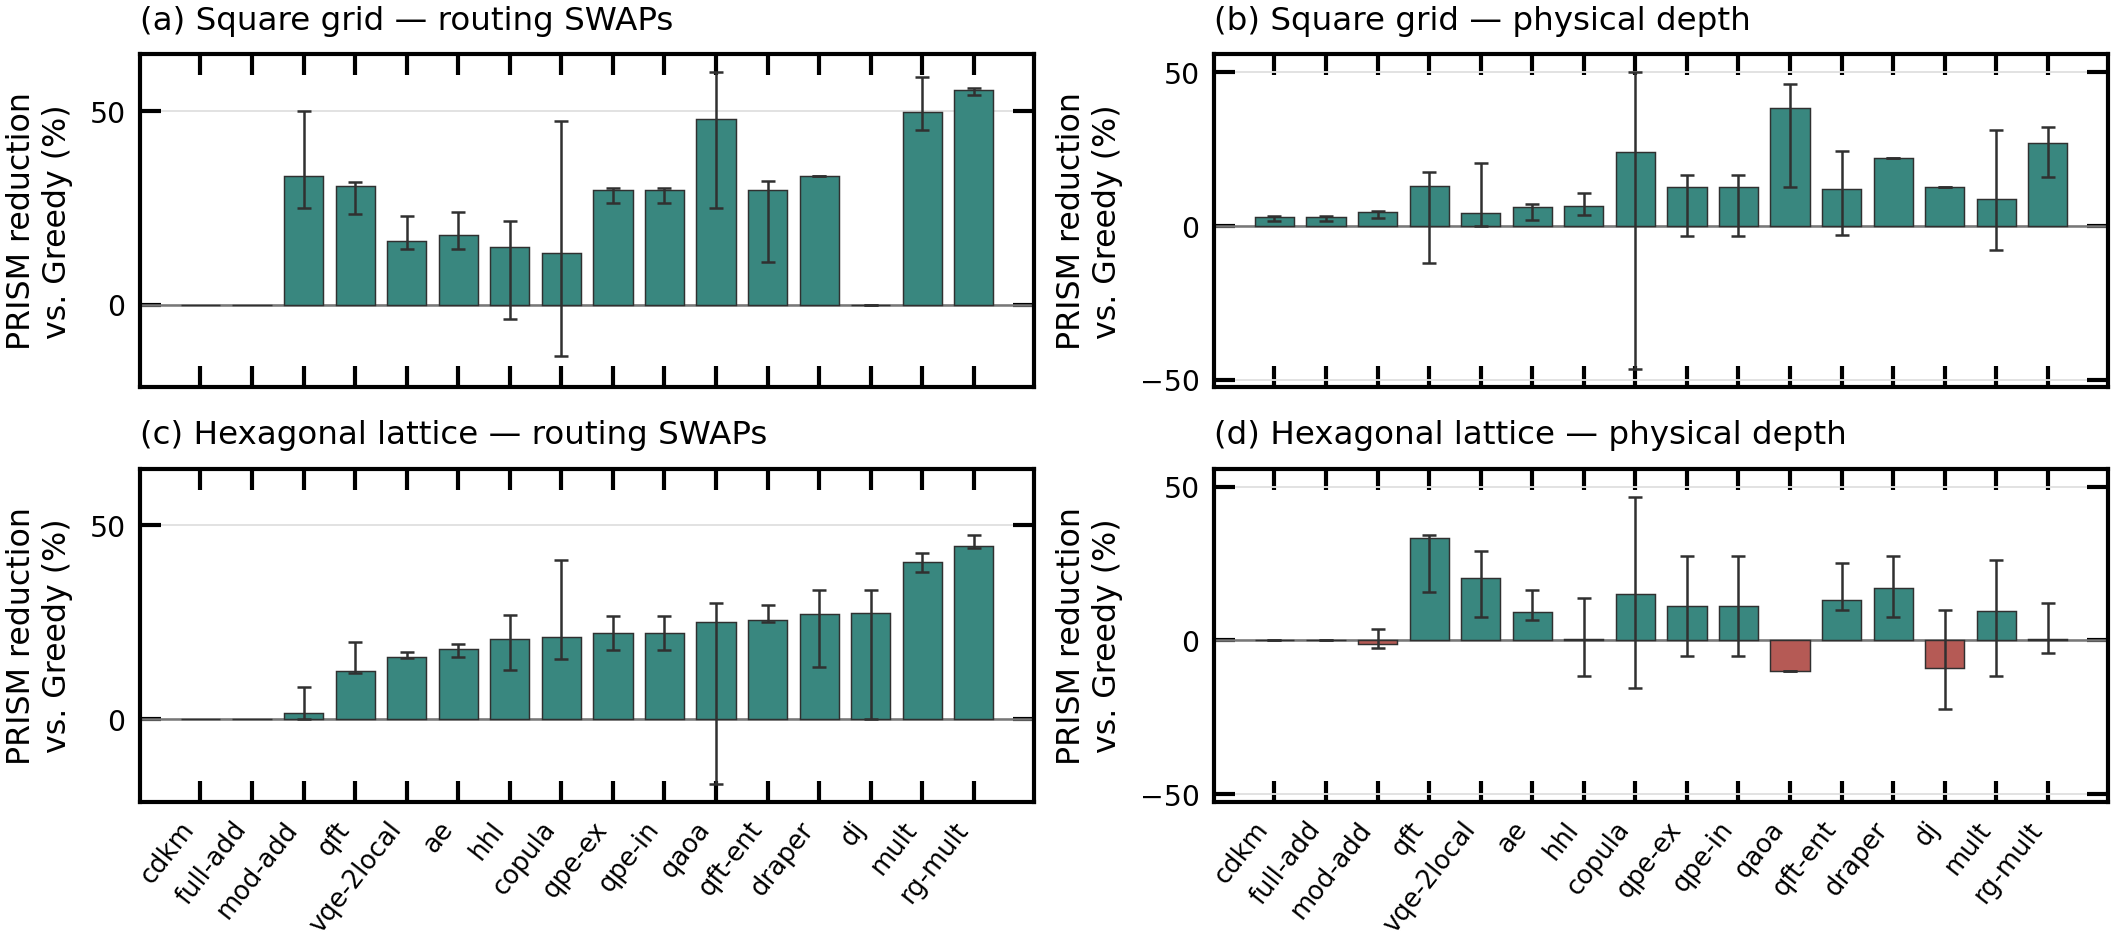 (a) Square grid — routing SWAPs
PRISM reduction
vs. Greedy (%)
50
0
(b) Square grid — physical depth
PRISM reduction
vs. Greedy (%)
50
0
−50
(c) Hexagonal lattice — routing SWAPs
PRISM reduction
vs. Greedy (%)
50
0
cdkm
full-add
mod-add
qft
vqe-2local
ae
hhl
copula
qpe-ex
qpe-in
qaoa
qft-ent
draper
dj
mult
rg-mult
(d) Hexagonal lattice — physical depth
PRISM reduction
vs. Greedy (%)
50
0
−50
cdkm
full-add
mod-add
qft
vqe-2local
ae
hhl
copula
qpe-ex
qpe-in
qaoa
qft-ent
draper
dj
mult
rg-mult